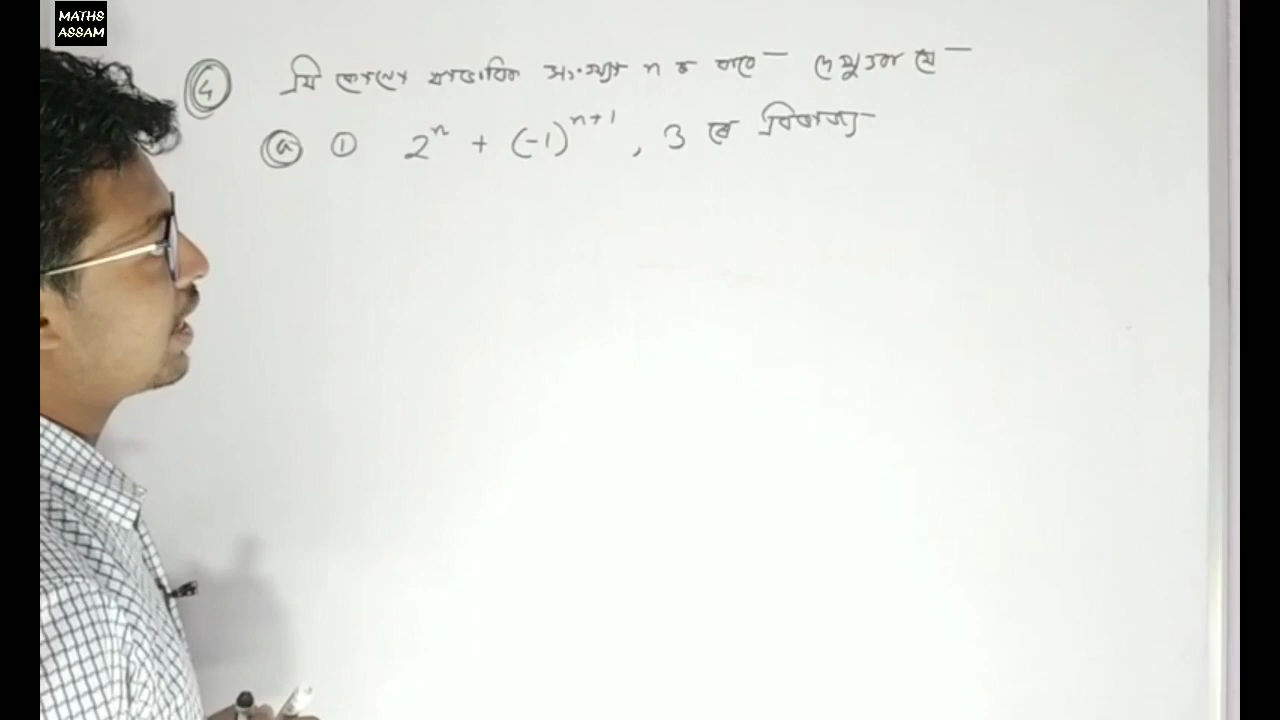 MATHS
ASSAM
4 যি কোনো স্বাভাৱিক সংখ্যা n ৰ বাবে দেখুওৱা যে —
(a) ① 2ⁿ + (-1)ⁿ⁺¹ , 3 ৰে বিভাজ্য